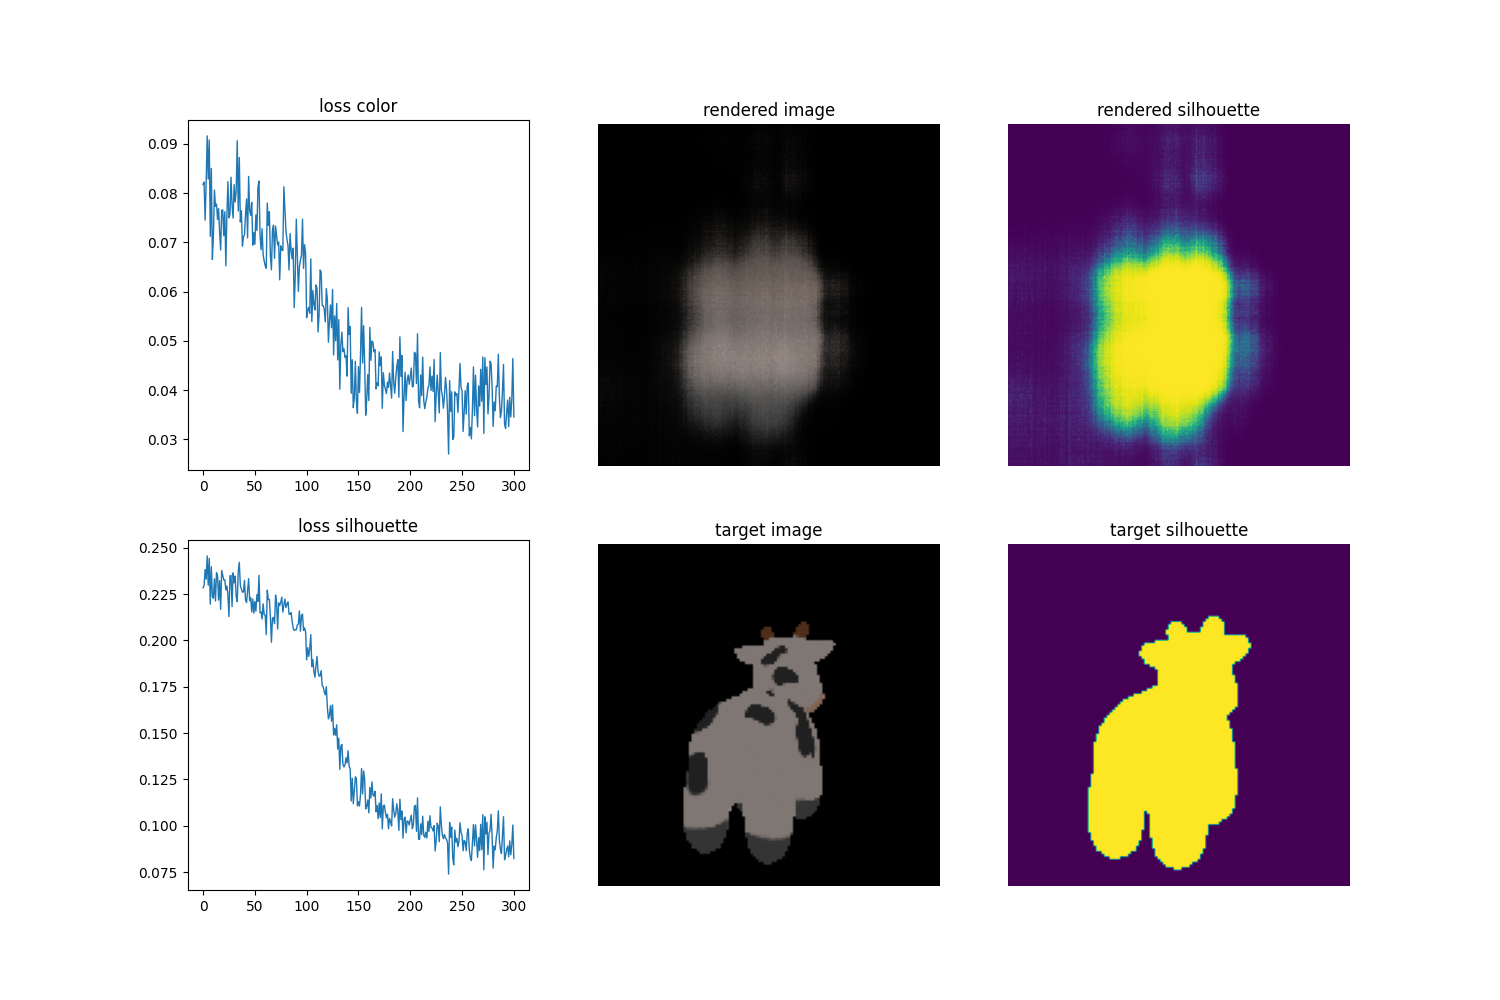 loss color
0.09
0.08
0.07
0.06
0.05
0.04
0.03
0 50 100 150 200 250 300
rendered image
rendered silhouette
loss silhouette
0.250
0.225
0.200
0.175
0.150
0.125
0.100
0.075
0 50 100 150 200 250 300
target image
target silhouette